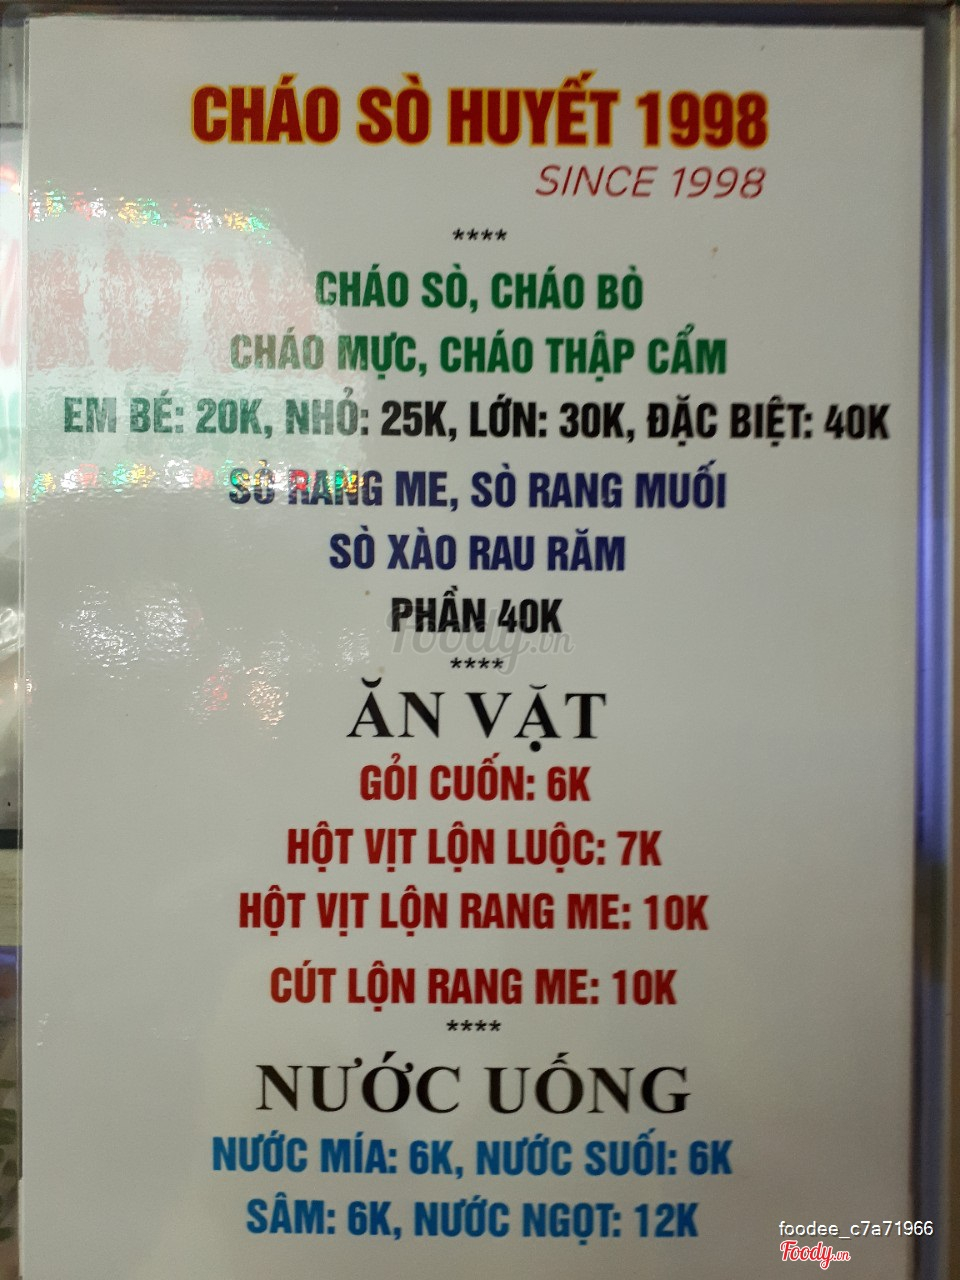 CHÁO SÒ HUYẾT 1998
SINCE 1998
****
CHÁO SÒ, CHÁO BÒ
CHÁO MỰC, CHÁO THẬP CẨM
EM BÉ: 20K, NHỎ: 25K, LỚN: 30K, ĐẶC BIỆT: 40K
SÒ RANG ME, SÒ RANG MUỐI
SÒ XÀO RAU RĂM
PHẦN 40K
Foody.vn
****
ĂN VẶT
GỎI CUỐN: 6K
HỘT VỊT LỘN LUỘC: 7K
HỘT VỊT LỘN RANG ME: 10K
CÚT LỘN RANG ME: 10K
****
NƯỚC UỐNG
NƯỚC MÍA: 6K, NƯỚC SUỐI: 6K
SÂM: 6K, NƯỚC NGỌT: 12K
foodee_c7a71966
Foody.vn